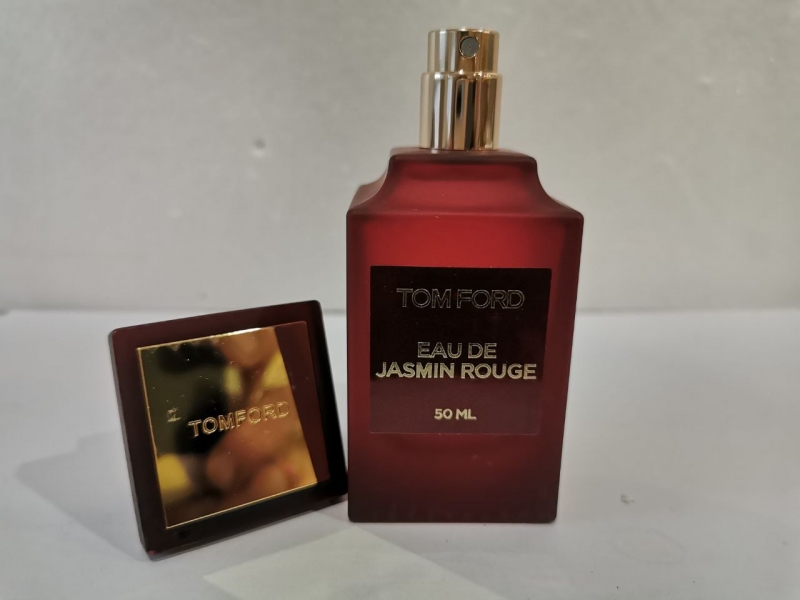 TOM FORD
EAU DE
JASMIN ROUGE
50 ML
TOMFORD